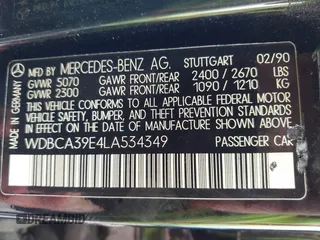 MFD BY MERCEDES-BENZ AG. STUTTGART 02/90
GVWR 5070 GAWR FRONT/REAR 2400 / 2670 LBS
GVWR 2300 GAWR FRONT/REAR 1090 / 1210 KG
MADE IN GERMANY
THIS VEHICLE CONFORMS TO ALL APPLICABLE U.S. FEDERAL
MOTOR VEHICLE SAFETY, BUMPER, AND THEFT PREVENTION STANDARDS
IN EFFECT ON THE DATE OF MANUFACTURE SHOWN ABOVE
WDBCA39E4LA534349 PASSENGER CAR